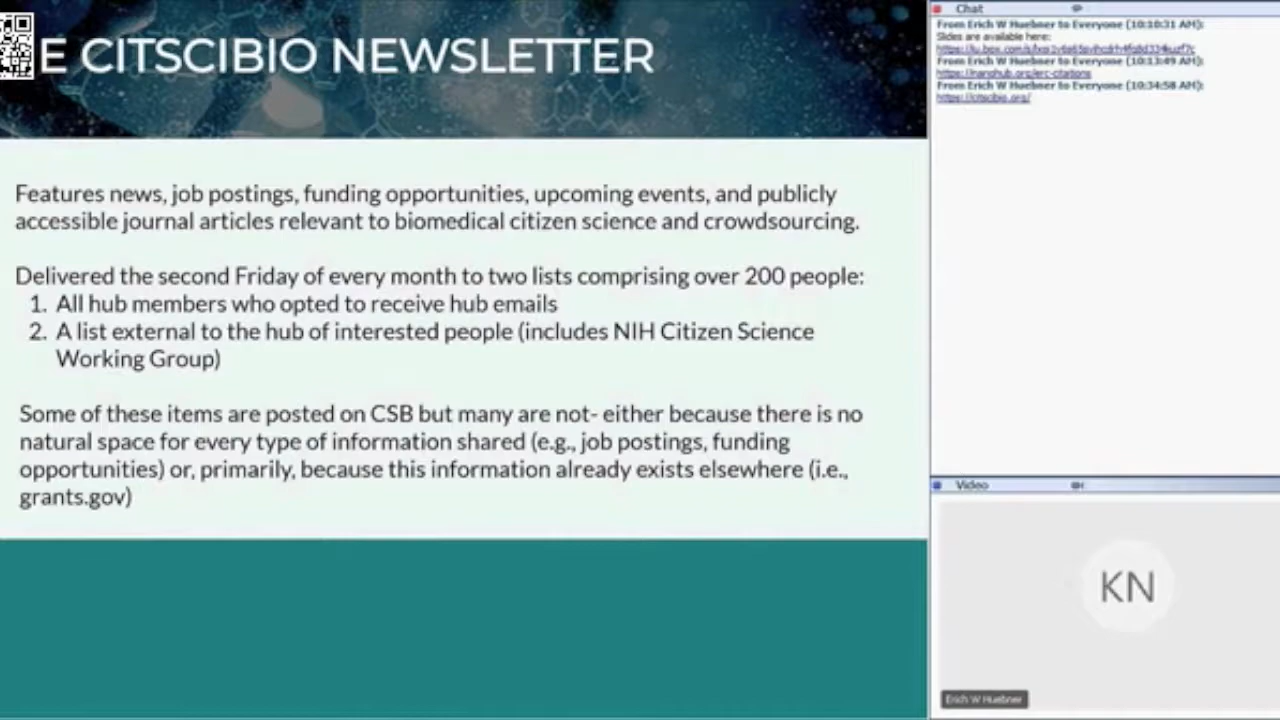 E CITSCIBIO NEWSLETTER
Features news, job postings, funding opportunities, upcoming events, and publicly
accessible journal articles relevant to biomedical citizen science and crowdsourcing.
Delivered the second Friday of every month to two lists comprising over 200 people:
1. All hub members who opted to receive hub emails
2. A list external to the hub of interested people (includes NIH Citizen Science
Working Group)
Some of these items are posted on CSB but many are not- either because there is no
natural space for every type of information shared (e.g., job postings, funding
opportunities) or, primarily, because this information already exists elsewhere (i.e.,
grants.gov)
Chat
From Erich W Huebner to Everyone (10:10:31 AM):
Slides are available here:
From Erich W Huebner to Everyone (10:13:49 AM):
From Erich W Huebner to Everyone (10:34:58 AM):
https://citscibio.org/
Video
KN
Erich W Huebner